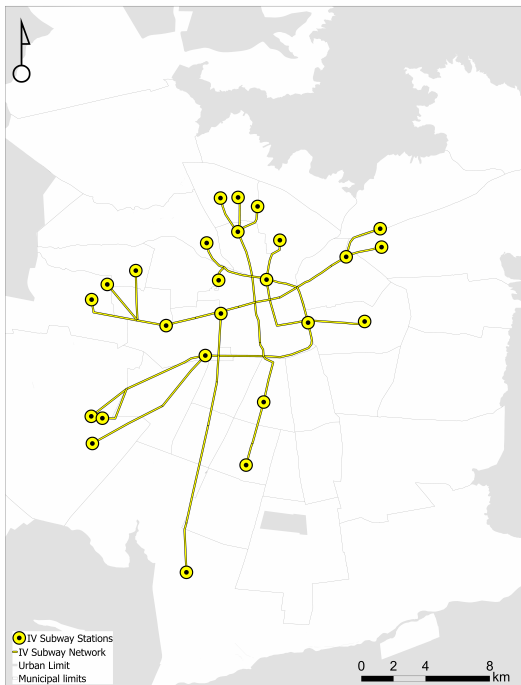 IV Subway Stations
IV Subway Network
Urban Limit
Municipal limits
0 2 4 8
km